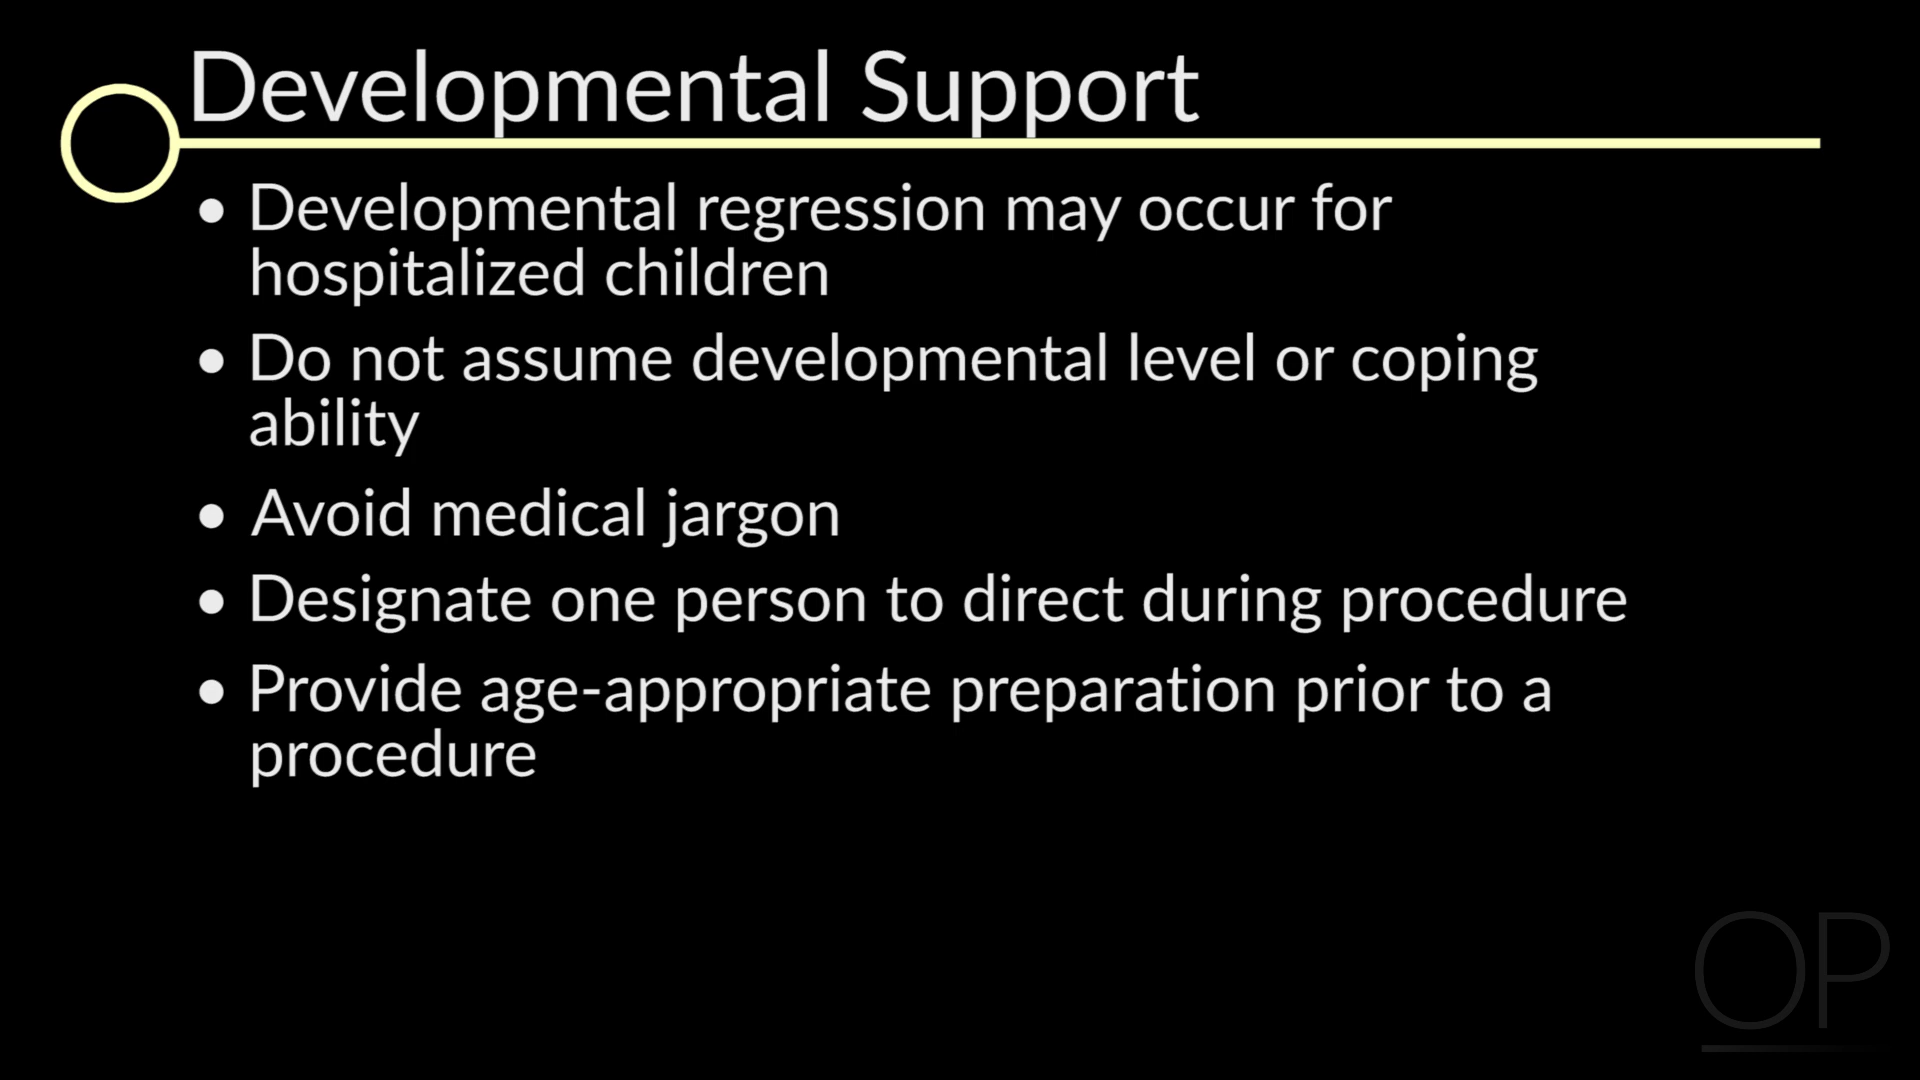 Developmental Support
• Developmental regression may occur for
hospitalized children
• Do not assume developmental level or coping
ability
• Avoid medical jargon
• Designate one person to direct during procedure
• Provide age-appropriate preparation prior to a
procedure
OP